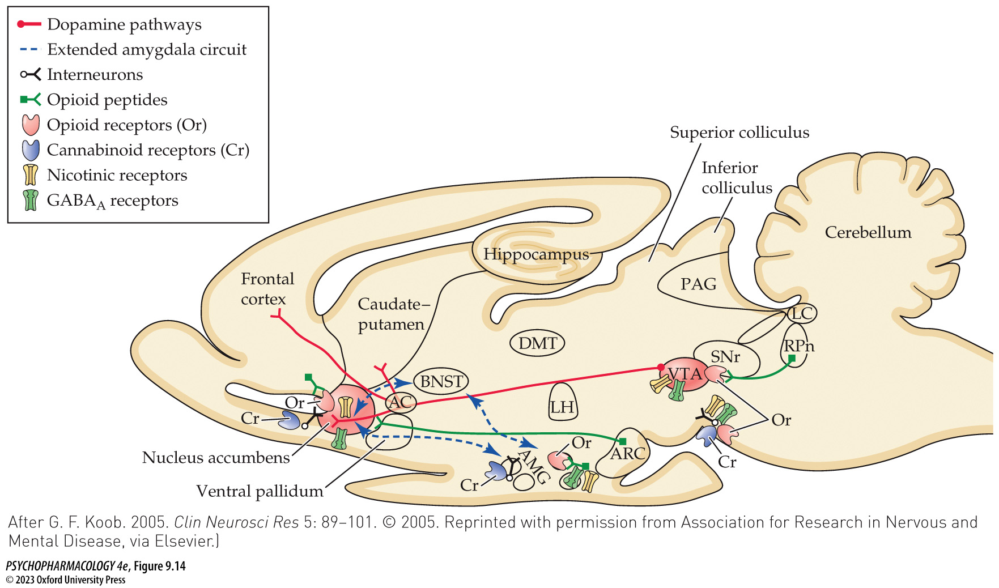 Dopamine pathways
Extended amygdala circuit
Interneurons
Opioid peptides
Opioid receptors (Or)
Cannabinoid receptors (Cr)
Nicotinic receptors
GABAA receptors
Superior colliculus
Inferior
colliculus
Cerebellum
Hippocampus
Frontal
cortex
Caudate–
putamen
PAG
LC
DMT
RPn
SNr
VTA
BNST
Or
AC
LH
Cr
Or
Nucleus accumbens
Or
ARC
AMG
Cr
Cr
Ventral pallidum
After G. F. Koob. 2005. Clin Neurosci Res 5: 89–101. © 2005. Reprinted with permission from Association for Research in Nervous and
Mental Disease, via Elsevier.)
PSYCHOPHARMACOLOGY 4e, Figure 9.14
© 2023 Oxford University Press